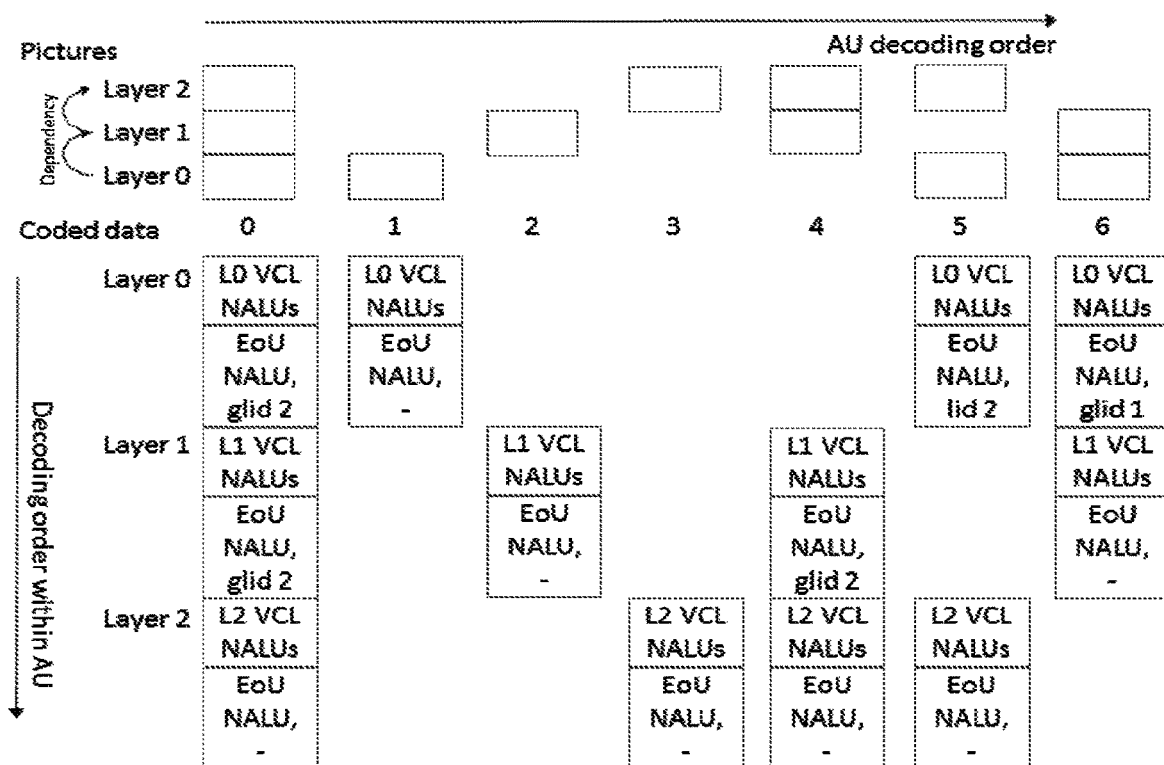 AU decoding order
Pictures
Dependency
Layer 2
Layer 1
Layer 0
Coded data 0 1 2 3 4 5 6
Decoding order within AU
Layer 0 L0 VCL L0 VCL L0 VCL L0 VCL
NALUs NALUs NALUs NALUs
EoU EoU EoU EoU
NALU, NALU, NALU, NALU,
glid 2 - lid 2 glid 1
Layer 1 L1 VCL L1 VCL L1 VCL L1 VCL
NALUs NALUs NALUs NALUs
EoU EoU EoU EoU
NALU, NALU, NALU, NALU,
glid 2 - glid 2 -
Layer 2 L2 VCL L2 VCL L2 VCL L2 VCL
NALUs NALUs NALUs NALUs
EoU EoU EoU EoU
NALU, NALU, NALU, NALU,
- - - -